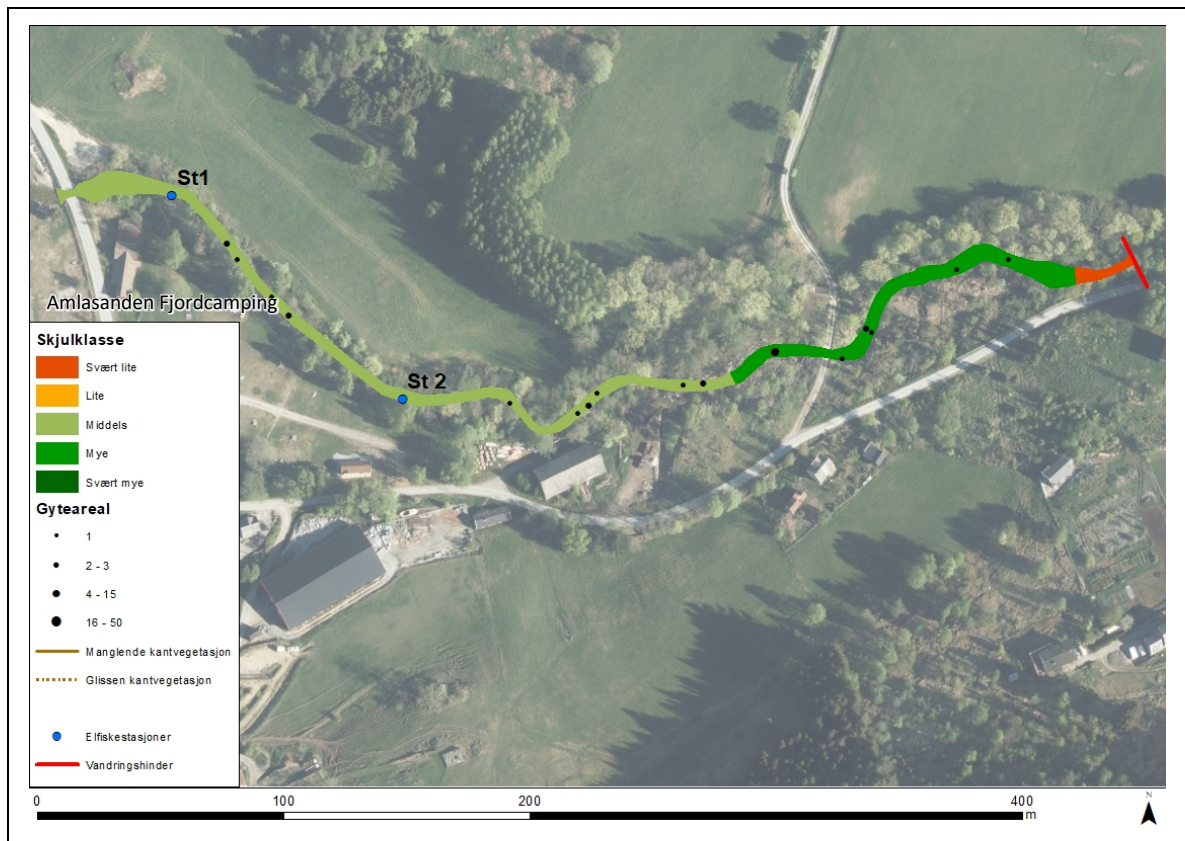 St1
Amlasanden Fjordcamping
St 2
Skjulklasse
Svært lite
Lite
Middels
Mye
Svært mye
Gyteareal
1
2 - 3
4 - 15
16 - 50
Manglende kantvegetasjon
Glissen kantvegetasjon
Elfiskestasjoner
Vandringshinder
0 100 200 400
m
N